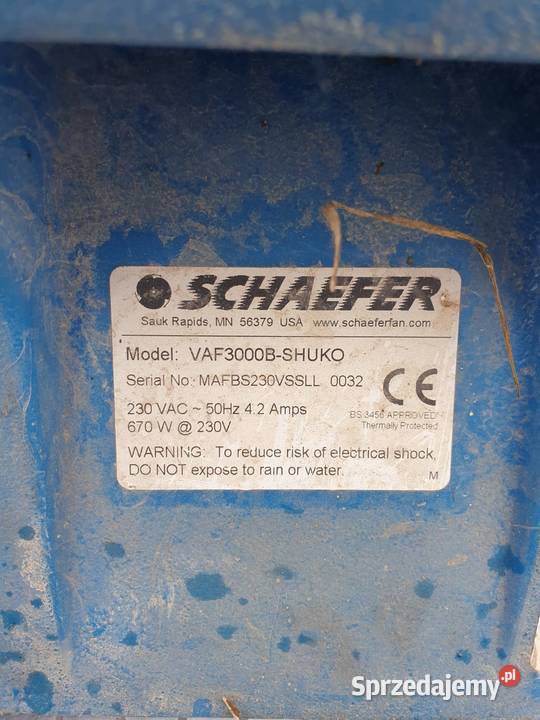 SCHAEFER
Sauk Rapids, MN 56379 USA www.schaeferfan.com
Model: VAF3000B-SHUKO
Serial No: MAFBS230VSSLL 0032
CE
230 VAC ~ 50Hz 4.2 Amps
BS 3456 APPROVED
670 W @ 230V
Thermally Protected
WARNING: To reduce risk of electrical shock,
DO NOT expose to rain or water.
M
Sprzedajemy.pl